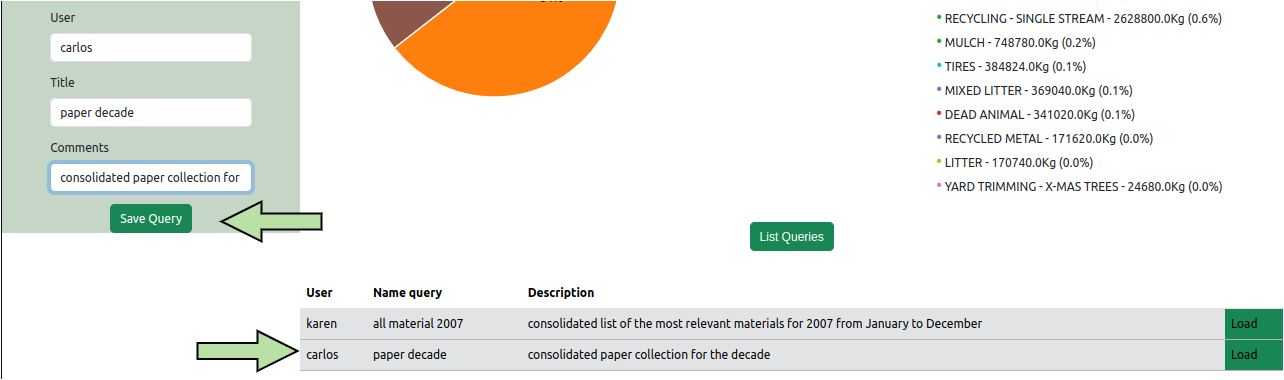 User
carlos
Title
paper decade
Comments
consolidated paper collection for
Save Query
RECYCLING - SINGLE STREAM - 2628800.0Kg (0.6%)
MULCH - 748780.0Kg (0.2%)
TIRES - 384824.0Kg (0.1%)
MIXED LITTER - 369040.0Kg (0.1%)
DEAD ANIMAL - 341020.0Kg (0.1%)
RECYCLED METAL - 171620.0Kg (0.0%)
LITTER - 170740.0Kg (0.0%)
YARD TRIMMING - X-MAS TREES - 24680.0Kg (0.0%)
List Queries
User Name query Description
karen all material 2007 consolidated list of the most relevant materials for 2007 from January to December Load
carlos paper decade consolidated paper collection for the decade Load